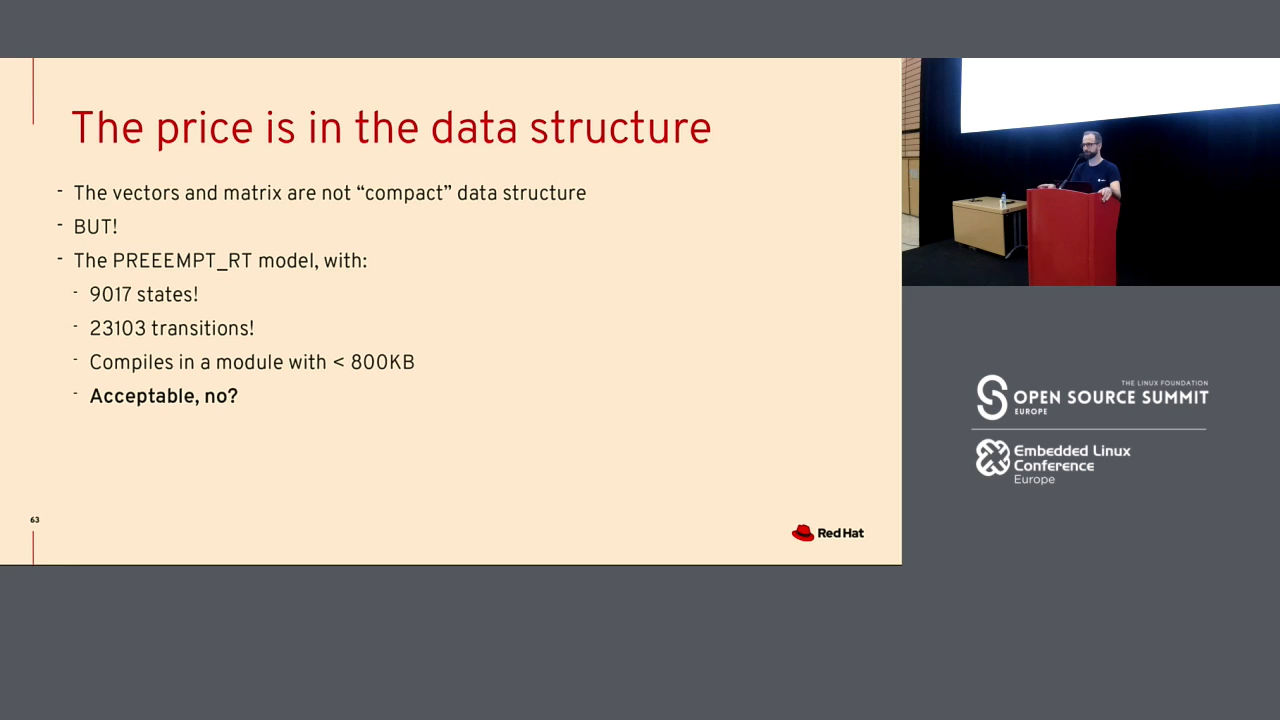 The price is in the data structure
- The vectors and matrix are not “compact” data structure
- BUT!
- The PREEEMPT_RT model, with:
- 9017 states!
- 23103 transitions!
- Compiles in a module with < 800KB
- Acceptable, no?
63
Red Hat
THE LINUX FOUNDATION
OPEN SOURCE SUMMIT
EUROPE
Embedded Linux
Conference
Europe